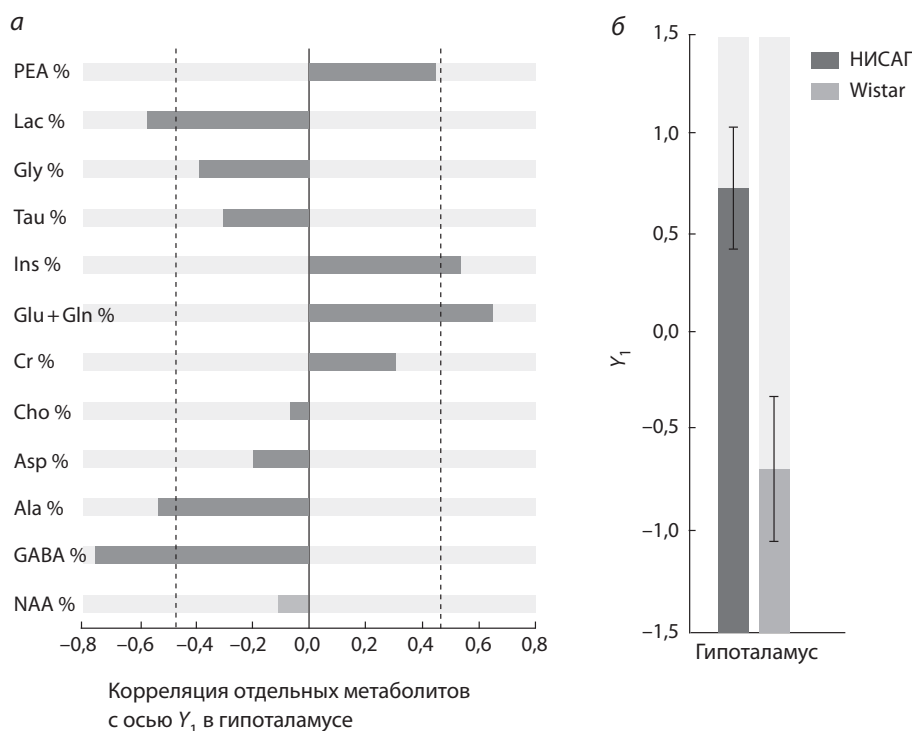 а
PEA %
Lac %
Gly %
Tau %
Ins %
Glu + Gln %
Cr %
Cho %
Asp %
Ala %
GABA %
NAA %
–0,8 –0,6 –0,4 –0,2 0,0 0,2 0,4 0,6 0,8
Корреляция отдельных метаболитов
с осью Y₁ в гипоталамусе
б
1,5
1,0
0,5
0,0
–0,5
–1,0
–1,5
Y₁
Гипоталамус
НИСАГ
Wistar